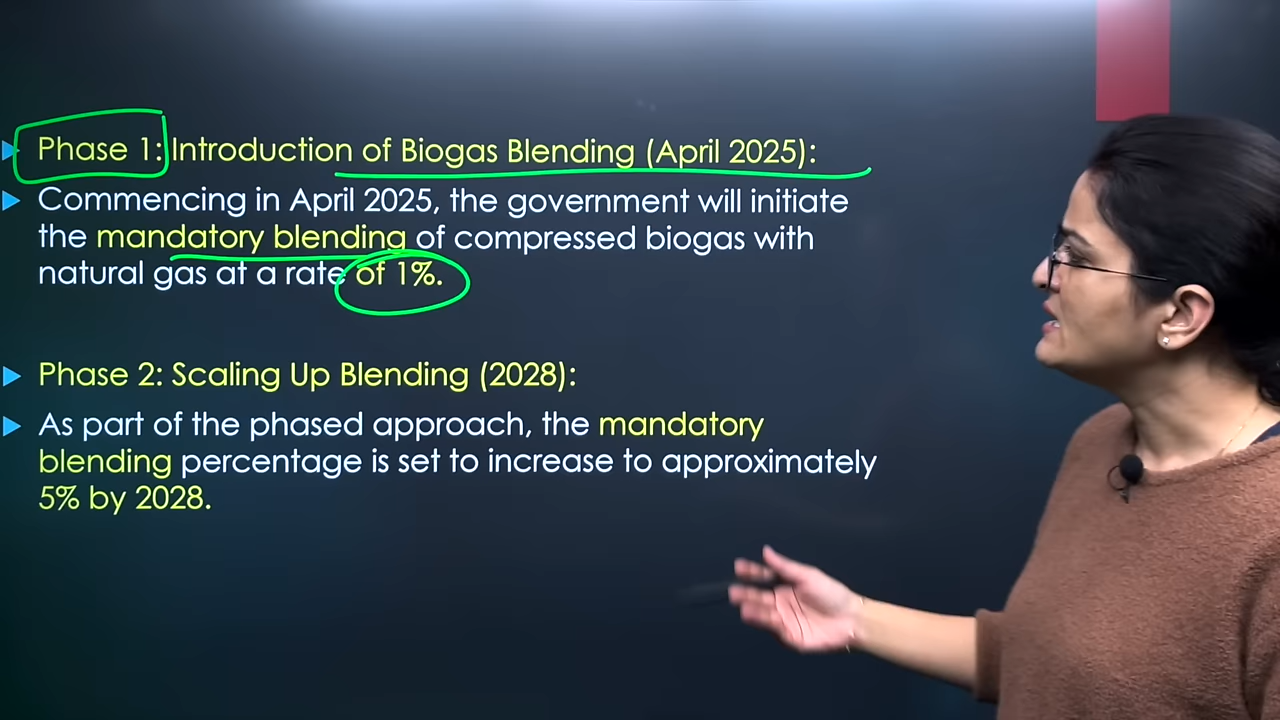 Phase 1: Introduction of Biogas Blending (April 2025):
Commencing in April 2025, the government will initiate
the mandatory blending of compressed biogas with
natural gas at a rate of 1%.
Phase 2: Scaling Up Blending (2028):
As part of the phased approach, the mandatory
blending percentage is set to increase to approximately
5% by 2028.